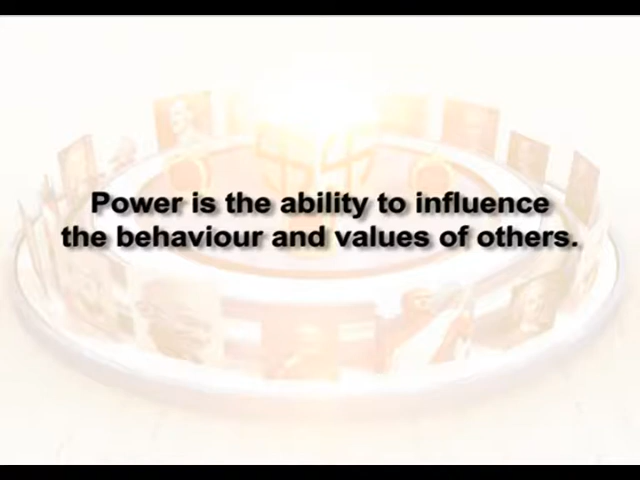 Power is the ability to influence
the behaviour and values of others.